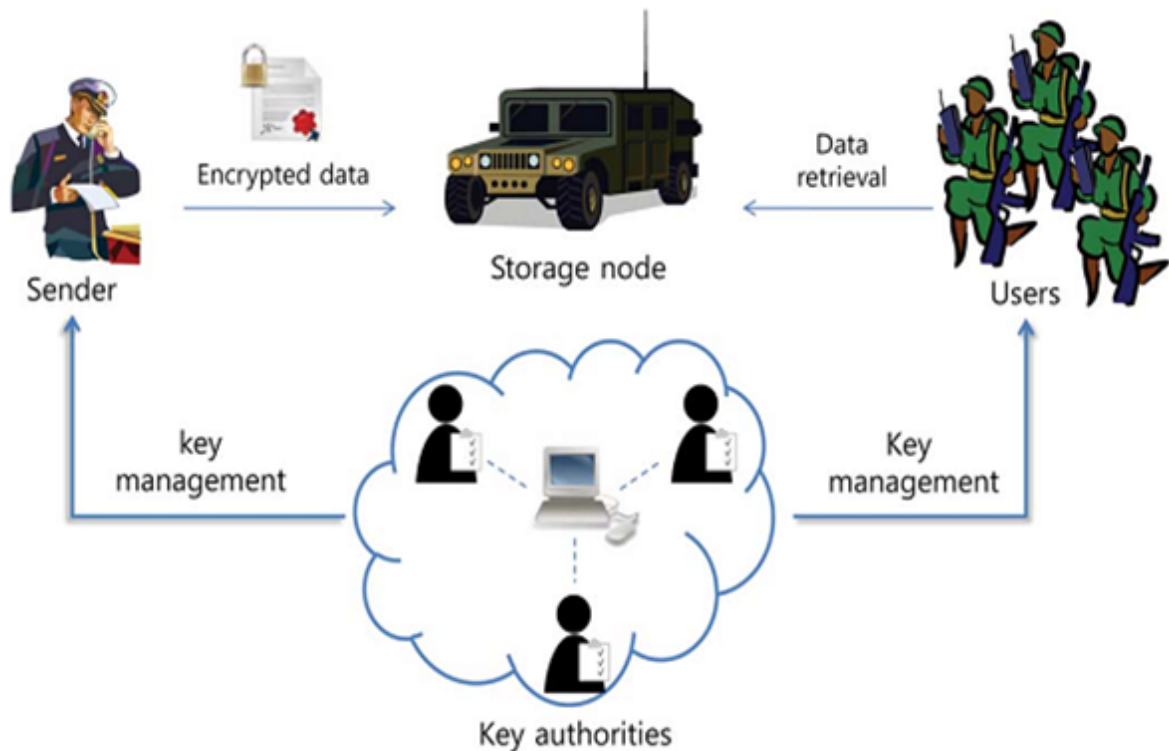 Encrypted data
Data
retrieval
Storage node
Sender
Users
key
management
Key
management
Key authorities